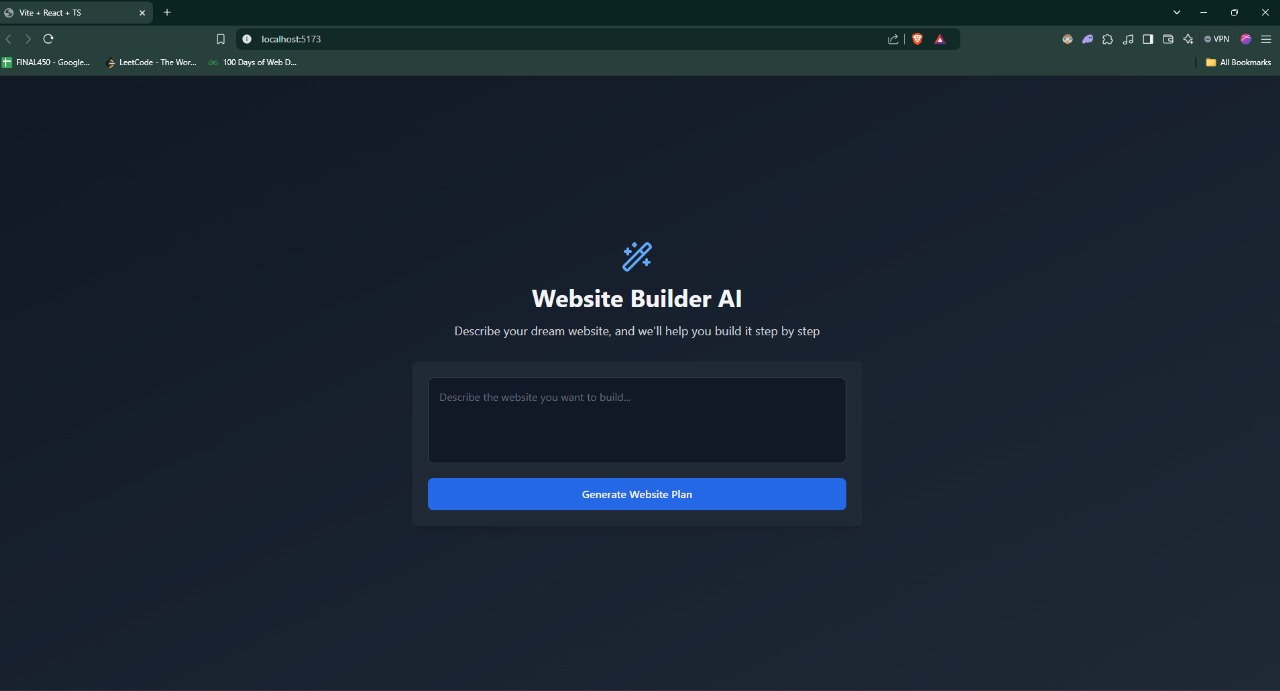 Vite + React + TS
localhost:5173
VPN
FINAL450 - Google...
LeetCode - The Wor...
100 Days of Web D...
All Bookmarks
Website Builder AI
Describe your dream website, and we'll help you build it step by step
Describe the website you want to build...
Generate Website Plan